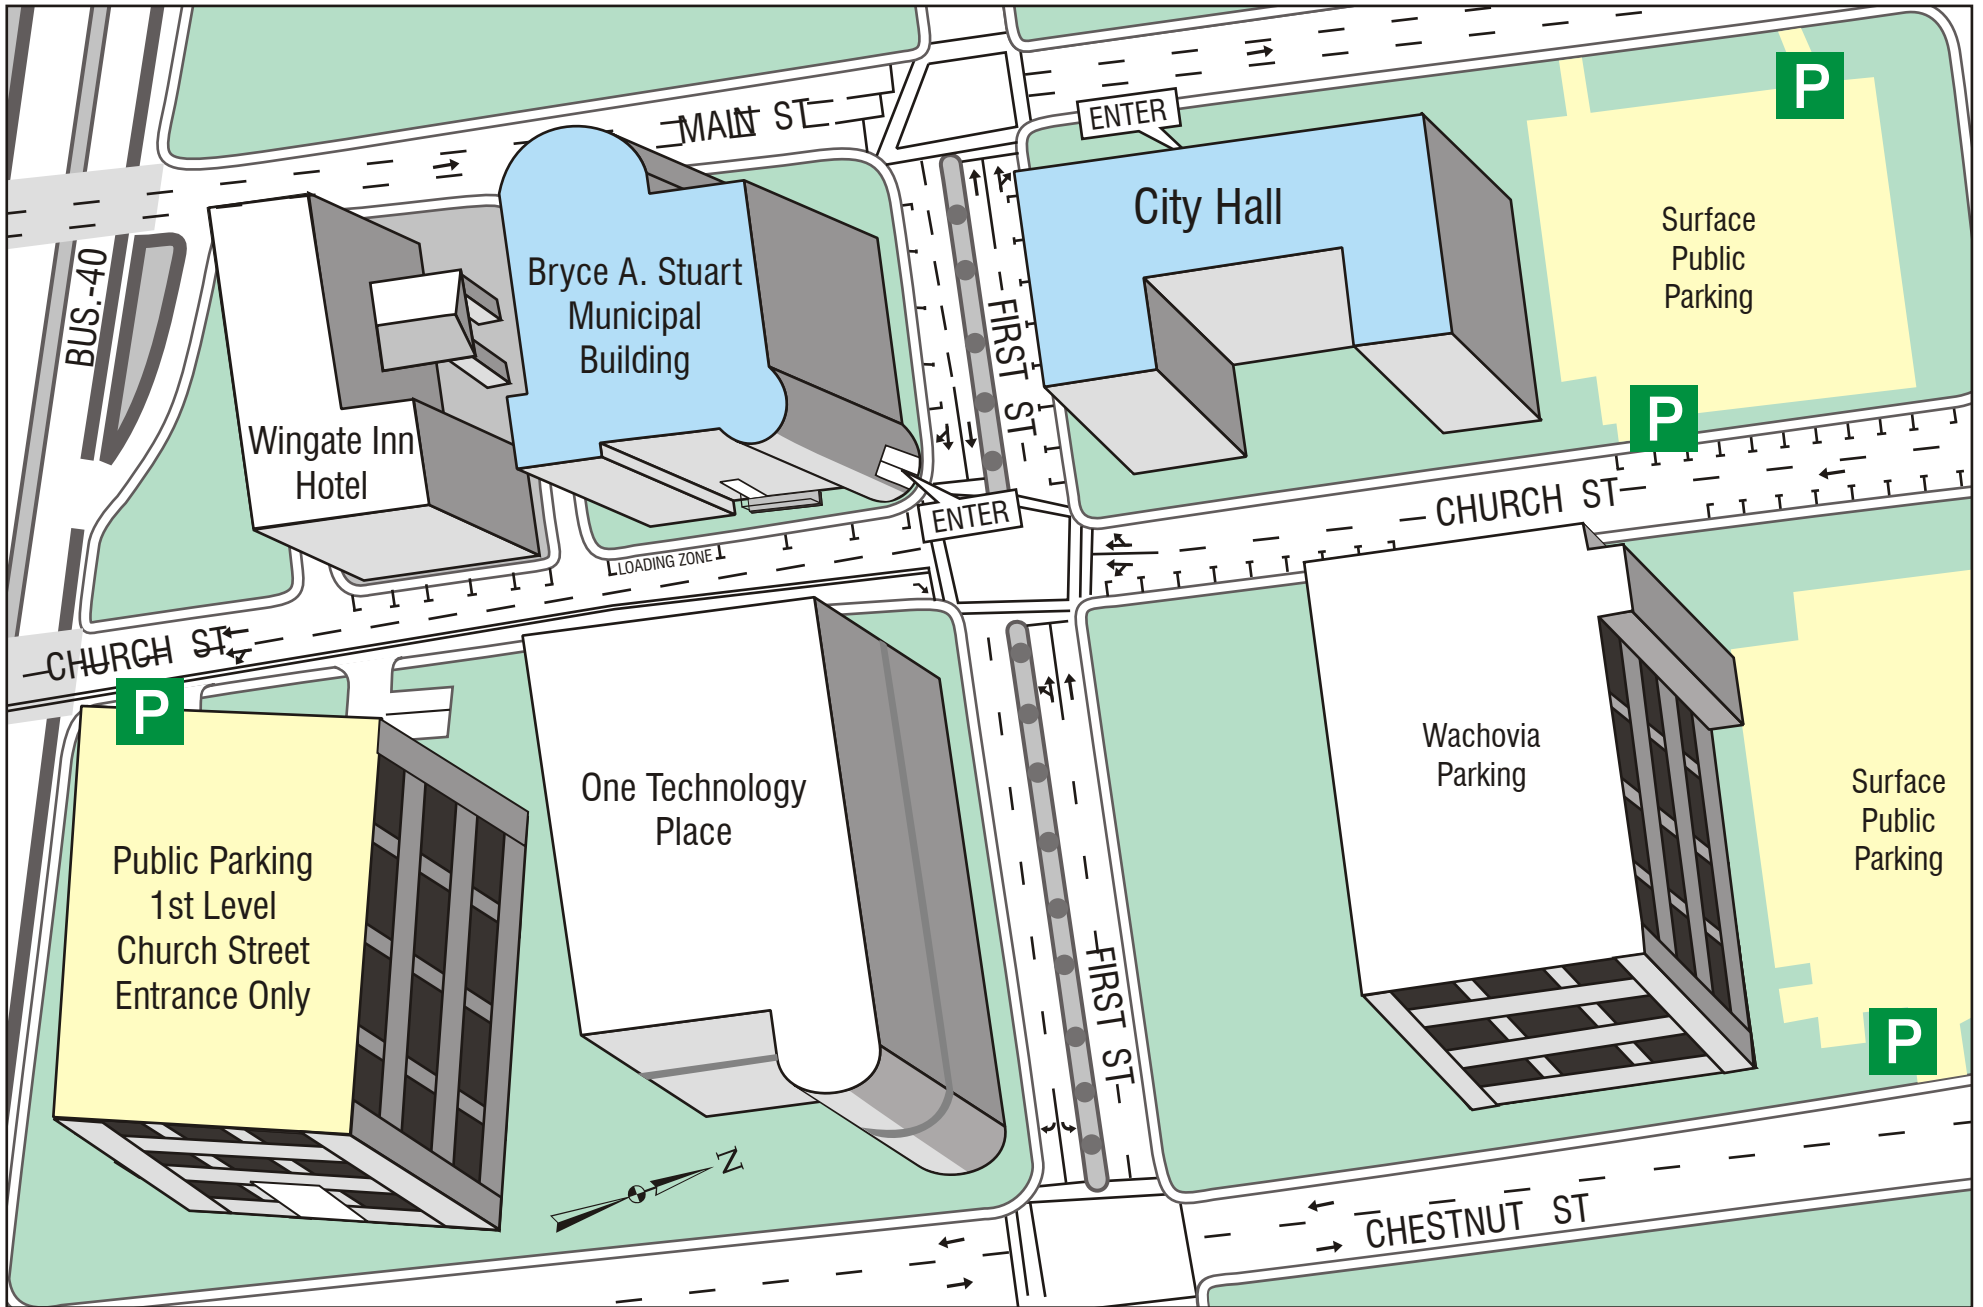 P
MAIN ST
ENTER
City Hall
Surface
Public
Parking
BUS.-40
Bryce A. Stuart
Municipal
Building
FIRST ST
P
Wingate Inn
Hotel
ENTER
CHURCH ST
LOADING ZONE
CHURCH ST
P
Wachovia
Parking
One Technology
Place
Surface
Public
Parking
Public Parking
1st Level
Church Street
Entrance Only
FIRST ST
P
N
CHESTNUT ST